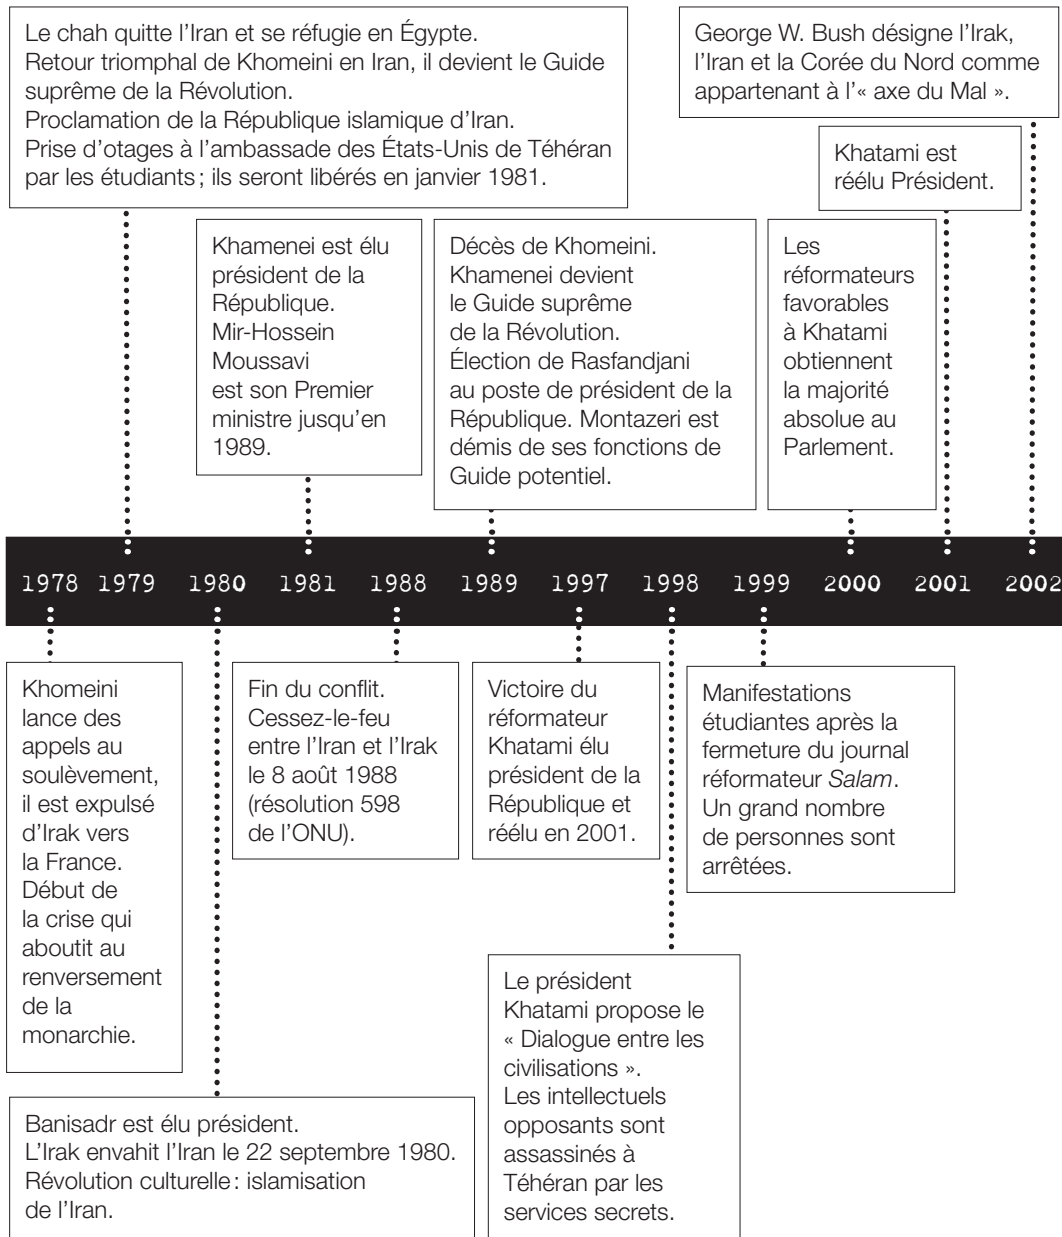 Le chah quitte l’Iran et se réfugie en Égypte.
Retour triomphal de Khomeini en Iran, il devient le Guide
suprême de la Révolution.
Proclamation de la République islamique d’Iran.
Prise d’otages à l’ambassade des États-Unis de Téhéran
par les étudiants ; ils seront libérés en janvier 1981.
George W. Bush désigne l’Irak,
l’Iran et la Corée du Nord comme
appartenant à l’« axe du Mal ».
Khatami est
réélu Président.
Khamenei est élu
président de la
République.
Mir-Hossein
Moussavi
est son Premier
ministre jusqu’en
1989.
Décès de Khomeini.
Khamenei devient
le Guide suprême
de la Révolution.
Élection de Rasfandjani
au poste de président de la
République. Montazeri est
démis de ses fonctions de
Guide potentiel.
Les
réformateurs
favorables
à Khatami
obtiennent
la majorité
absolue au
Parlement.
1978 1979 1980 1981 1988 1989 1997 1998 1999 2000 2001 2002
Khomeini
lance des
appels au
soulèvement,
il est expulsé
d’Irak vers
la France.
Début de
la crise qui
aboutit au
renversement
de la
monarchie.
Fin du conflit.
Cessez-le-feu
entre l’Iran et l’Irak
le 8 août 1988
(résolution 598
de l’ONU).
Victoire du
réformateur
Khatami élu
président de la
République et
réélu en 2001.
Manifestations
étudiantes après la
fermeture du journal
réformateur Salam.
Un grand nombre
de personnes sont
arrêtées.
Le président
Khatami propose le
« Dialogue entre les
civilisations ».
Les intellectuels
opposants sont
assassinés à
Téhéran par les
services secrets.
Banisadr est élu président.
L’Irak envahit l’Iran le 22 septembre 1980.
Révolution culturelle : islamisation
de l’Iran.